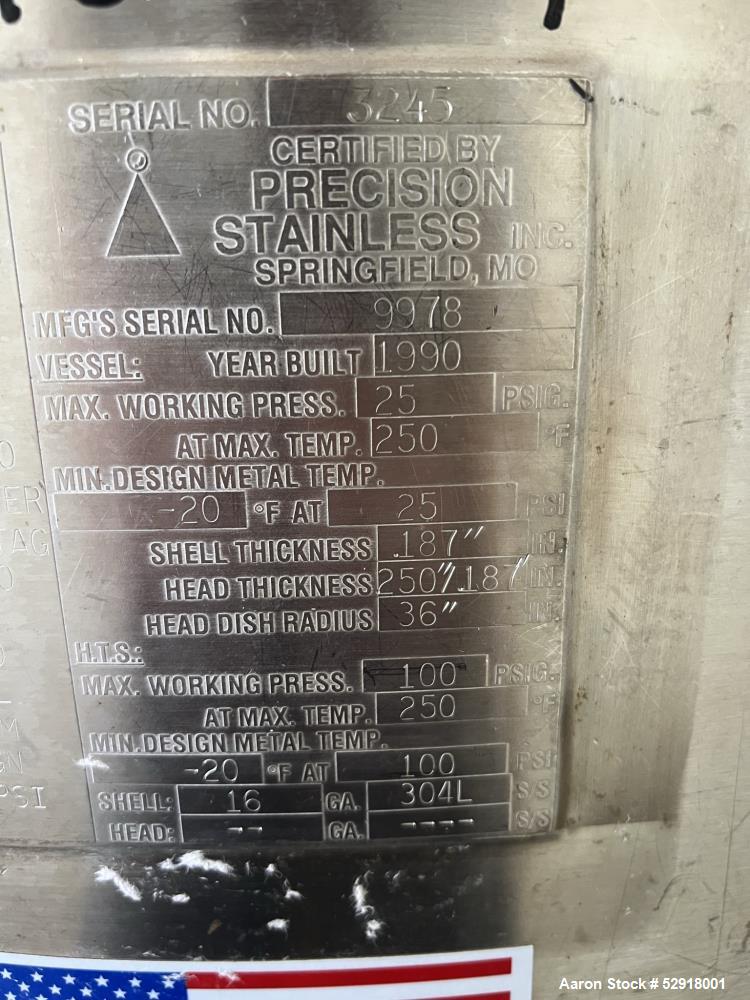 SERIAL NO. 3245
CERTIFIED BY
PRECISION
STAINLESS INC.
SPRINGFIELD, MO
MFG'S SERIAL NO. 9978
VESSEL: YEAR BUILT 1990
MAX. WORKING PRESS. 25 PSIG.
AT MAX. TEMP. 250 °F
MIN. DESIGN METAL TEMP.
-20 °F AT 25 PSI
SHELL THICKNESS .187" IN.
HEAD THICKNESS 250"/.187" IN.
HEAD DISH RADIUS 36" IN.
H.T.S.:
MAX. WORKING PRESS. 100 PSIG.
AT MAX. TEMP. 250 °F
MIN. DESIGN METAL TEMP.
-20 °F AT 100 PSI
SHELL: 16 GA. 304L S/S
HEAD: -- GA. ---- S/S
Aaron Stock # 52918001